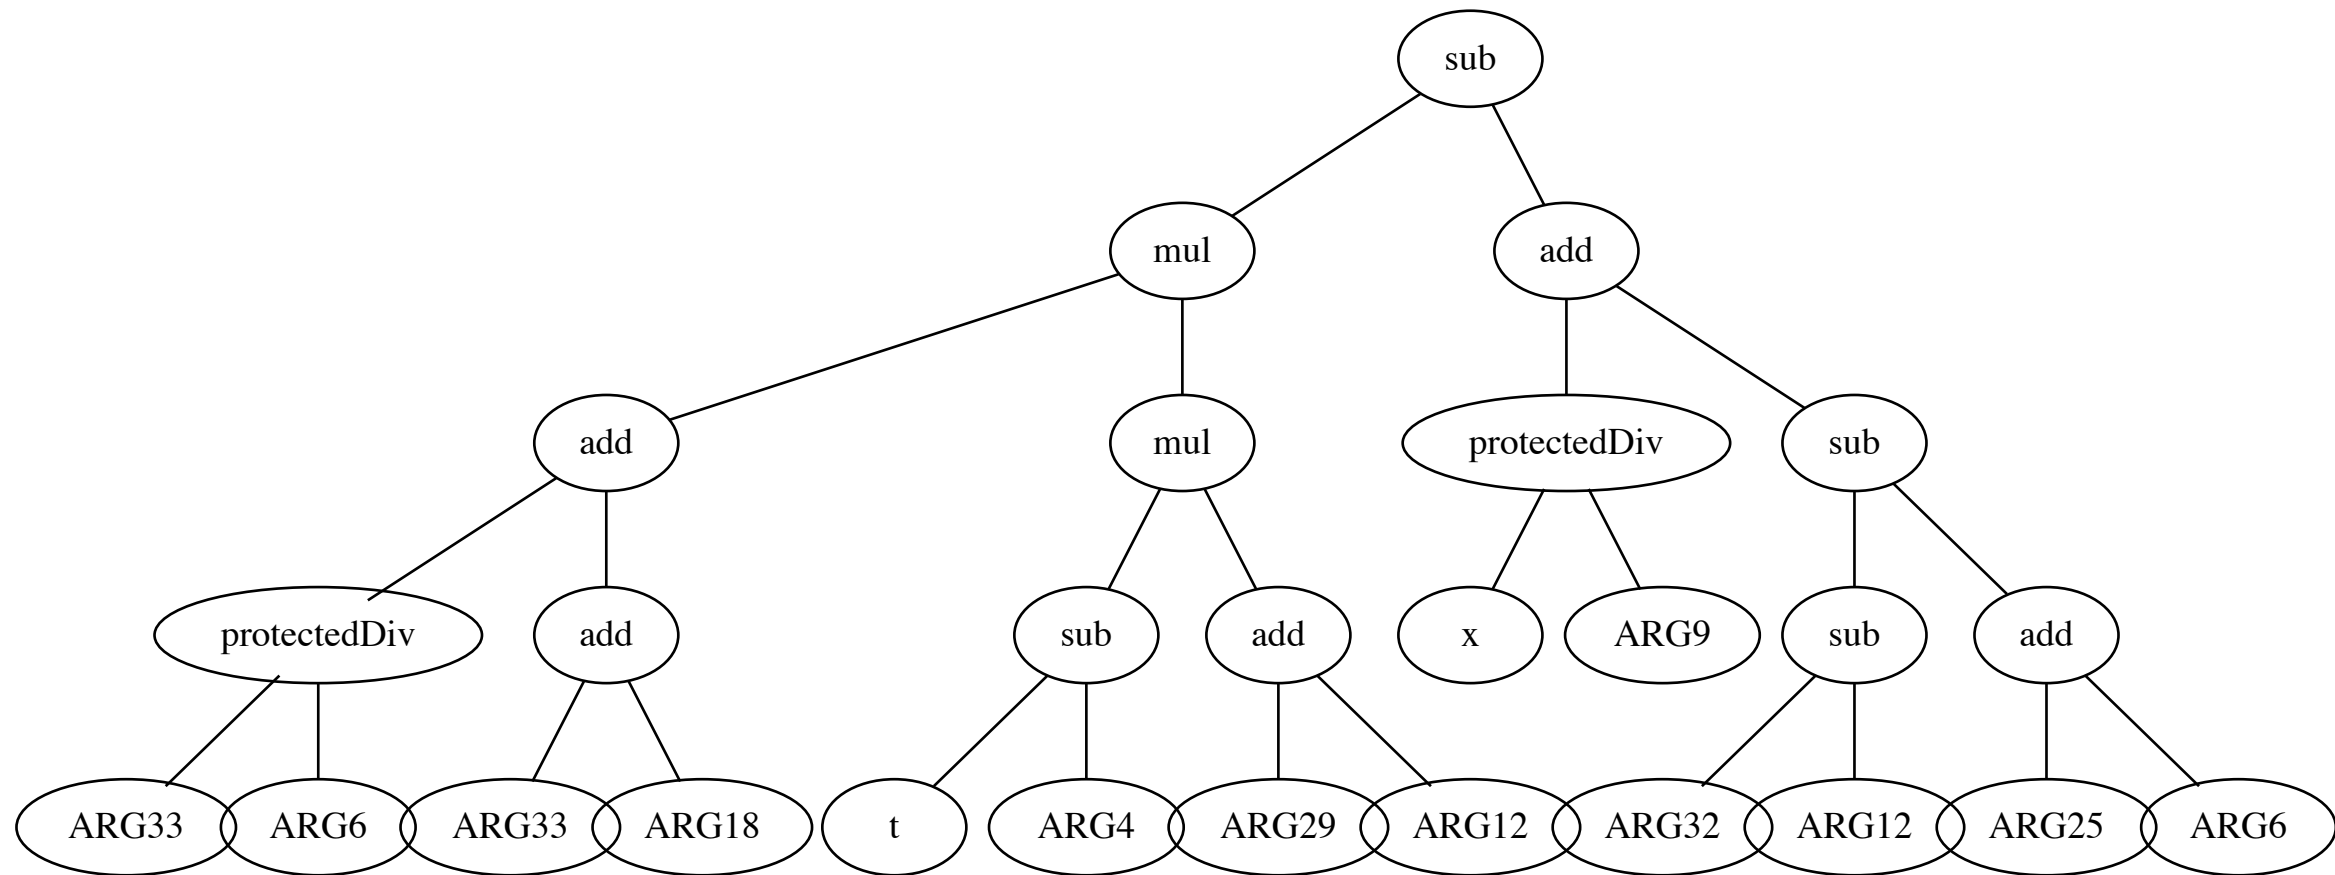 sub
mul add
add mul protectedDiv sub
protectedDiv add sub add x ARG9 sub add
ARG33 ARG6 ARG33 ARG18 t ARG4 ARG29 ARG12 ARG32 ARG12 ARG25 ARG6